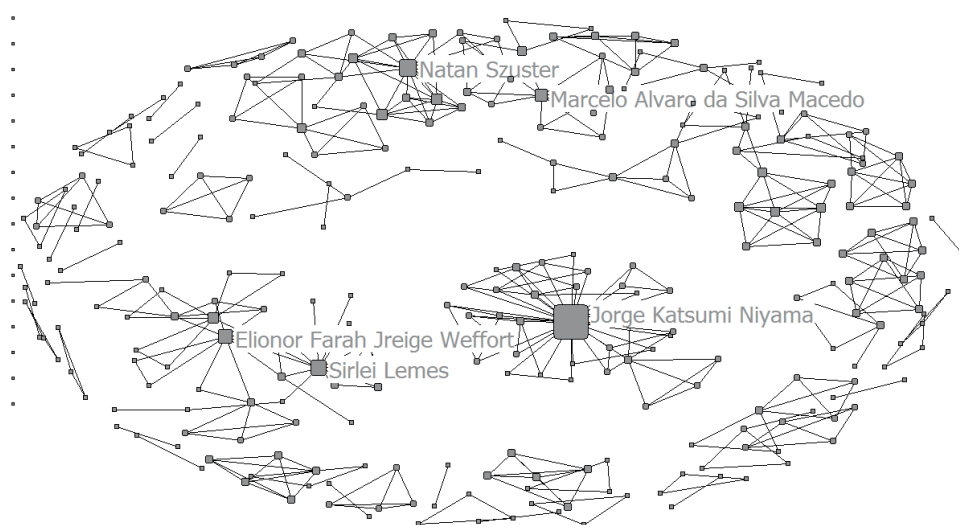 Natan Szuster
Marcelo Alvaro da Silva Macedo
Jorge Katsumi Niyama
Elionor Farah Jreige Weffort
Sirlei Lemes